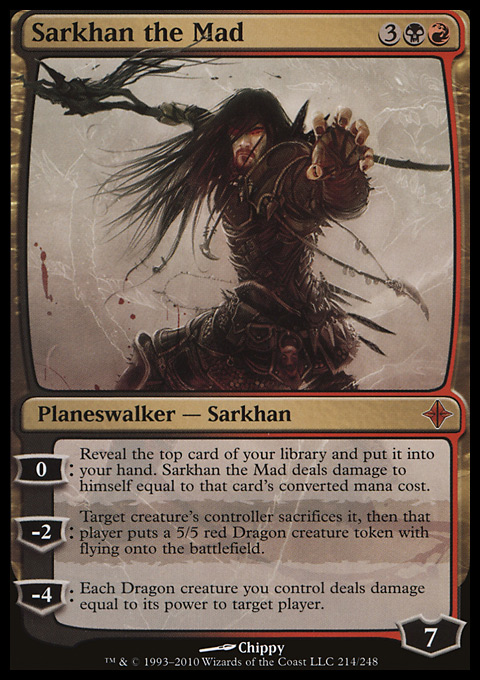 Sarkhan the Mad 3
Planeswalker — Sarkhan
0 : Reveal the top card of your library and put it into
your hand. Sarkhan the Mad deals damage to
himself equal to that card's converted mana cost.
-2 : Target creature's controller sacrifices it, then that
player puts a 5/5 red Dragon creature token with
flying onto the battlefield.
-4 : Each Dragon creature you control deals damage
equal to its power to target player.
7
Chippy
™ & © 1993–2010 Wizards of the Coast LLC 214/248